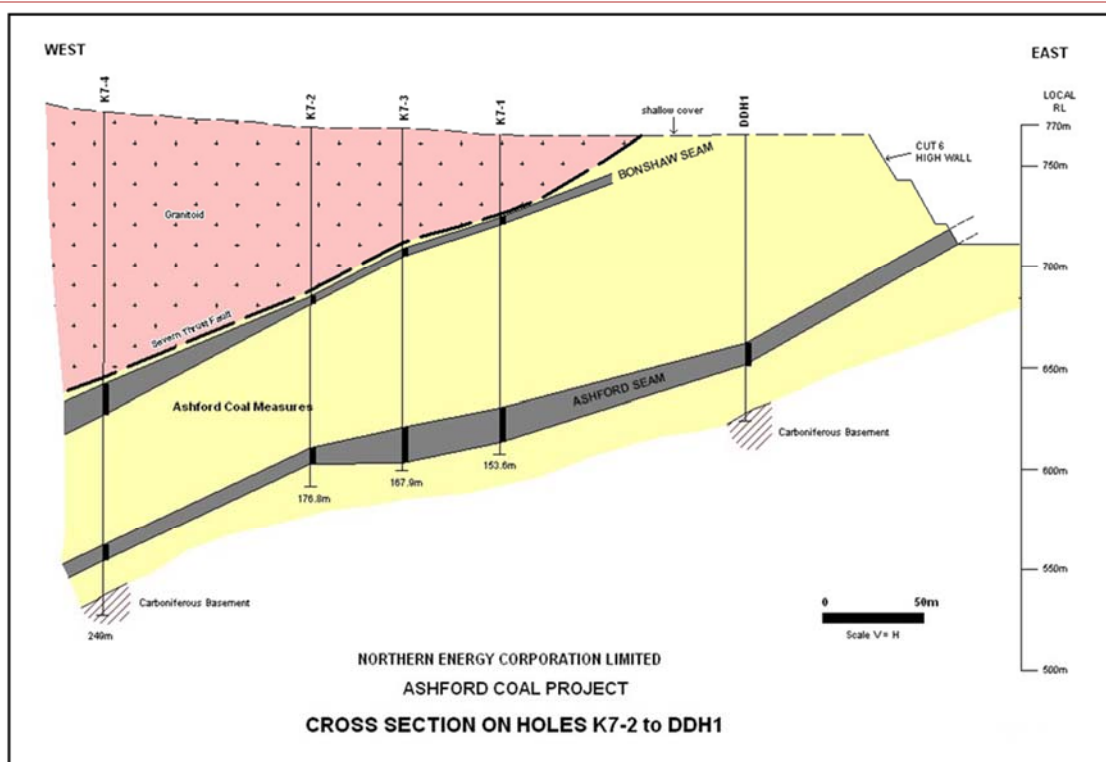 WEST
EAST
K7-4
K7-2
K7-3
K7-1
DDH1
LOCAL
RL
shallow cover
770m
CUT 6
HIGH WALL
750m
BONSHAW SEAM
Granitoid
700m
Severn Thrust Fault
650m
ASHFORD SEAM
Ashford Coal Measures
Carboniferous Basement
600m
153.6m
167.9m
176.8m
550m
Carboniferous Basement
0 50m
249m
Scale V = H
NORTHERN ENERGY CORPORATION LIMITED
500m
ASHFORD COAL PROJECT
CROSS SECTION ON HOLES K7-2 to DDH1